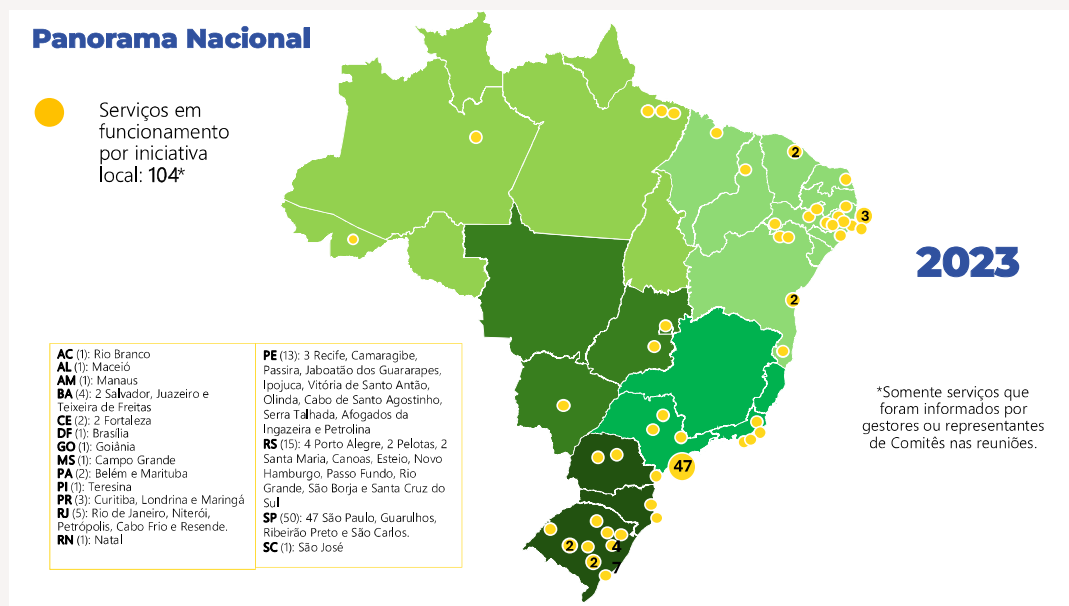 Panorama Nacional
Serviços em
funcionamento
por iniciativa
local: 104*
2
3
2023
2
AC (1): Rio Branco
AL (1): Maceió
AM (1): Manaus
BA (4): 2 Salvador, Juazeiro e
Teixeira de Freitas
CE (2): 2 Fortaleza
DF (1): Brasília
GO (1): Goiânia
MS (1): Campo Grande
PA (2): Belém e Marituba
PI (1): Teresina
PR (3): Curitiba, Londrina e Maringá
RJ (5): Rio de Janeiro, Niterói,
Petrópolis, Cabo Frio e Resende.
RN (1): Natal
PE (13): 3 Recife, Camaragibe,
Passira, Jaboatão dos Guararapes,
Ipojuca, Vitória de Santo Antão,
Olinda, Cabo de Santo Agostinho,
Serra Talhada, Afogados da
Ingazeira e Petrolina
RS (15): 4 Porto Alegre, 2 Pelotas, 2
Santa Maria, Canoas, Esteio, Novo
Hamburgo, Passo Fundo, Rio
Grande, São Borja e Santa Cruz do
Sul
SP (50): 47 São Paulo, Guarulhos,
Ribeirão Preto e São Carlos.
SC (1): São José
*Somente serviços que
foram informados por
gestores ou representantes
de Comitês nas reuniões.
47
2
4
2
7